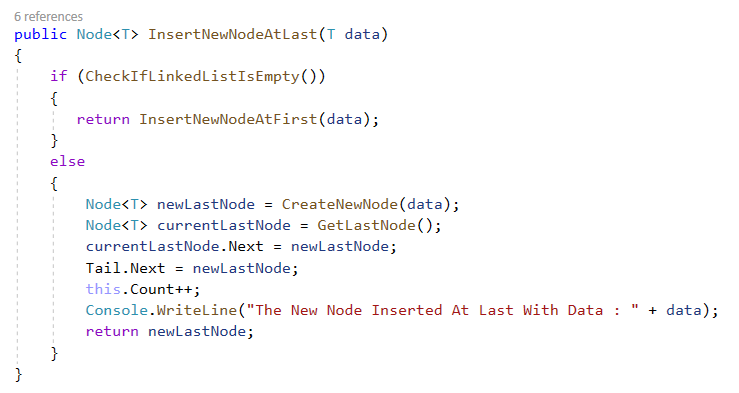 6 references
public Node<T> InsertNewNodeAtLast(T data)
{
if (CheckIfLinkedListIsEmpty())
{
return InsertNewNodeAtFirst(data);
}
else
{
Node<T> newLastNode = CreateNewNode(data);
Node<T> currentLastNode = GetLastNode();
currentLastNode.Next = newLastNode;
Tail.Next = newLastNode;
this.Count++;
Console.WriteLine("The New Node Inserted At Last With Data : " + data);
return newLastNode;
}
}